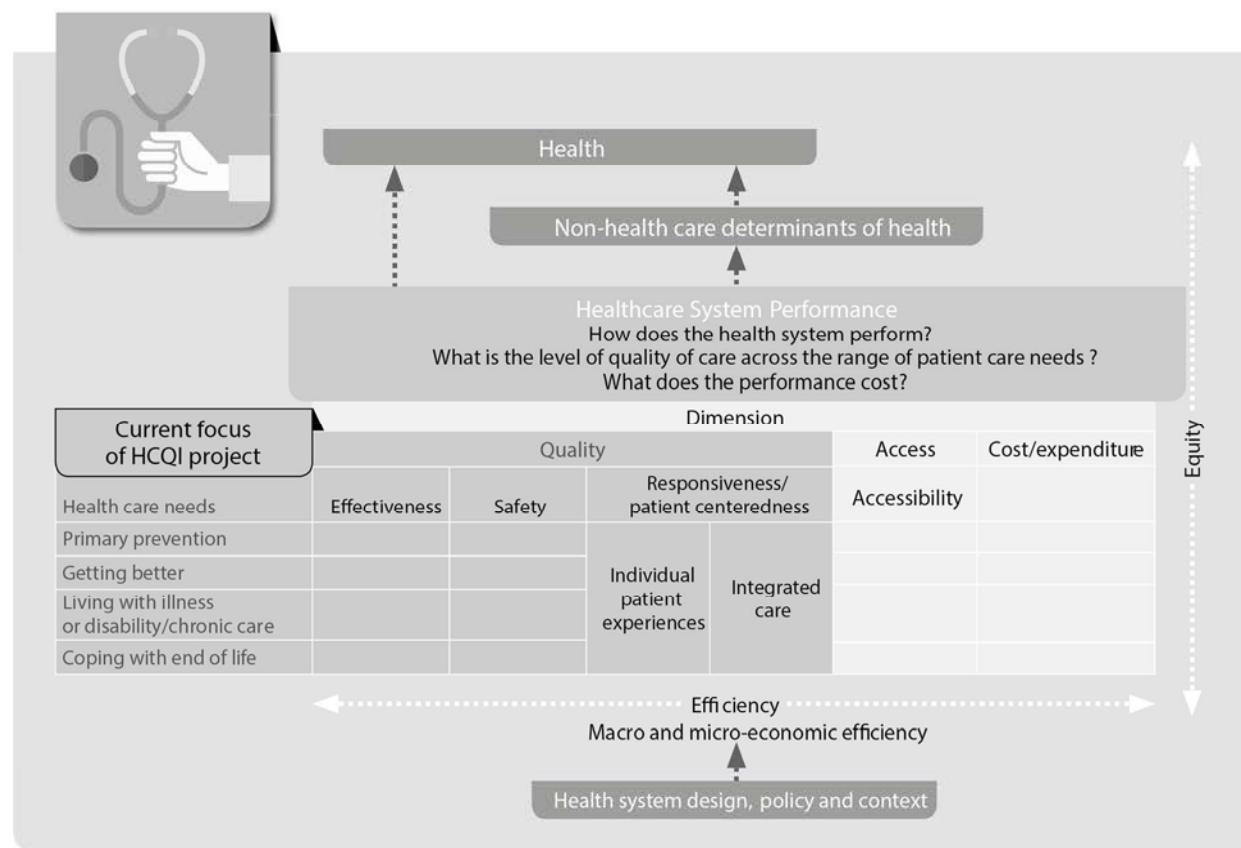 Health
Non-health care determinants of health
Healthcare System Performance
How does the health system perform?
What is the level of quality of care across the range of patient care needs ?
What does the performance cost?
Current focus
of HCQI project
Dimension
Quality
Access
Cost/expenditure
Health care needs
Effectiveness
Safety
Responsiveness/
patient centeredness
Accessibility
Primary prevention
Getting better
Living with illness
or disability/chronic care
Coping with end of life
Individual
patient
experiences
Integrated
care
Equity
Efficiency
Macro and micro-economic efficiency
Health system design, policy and context